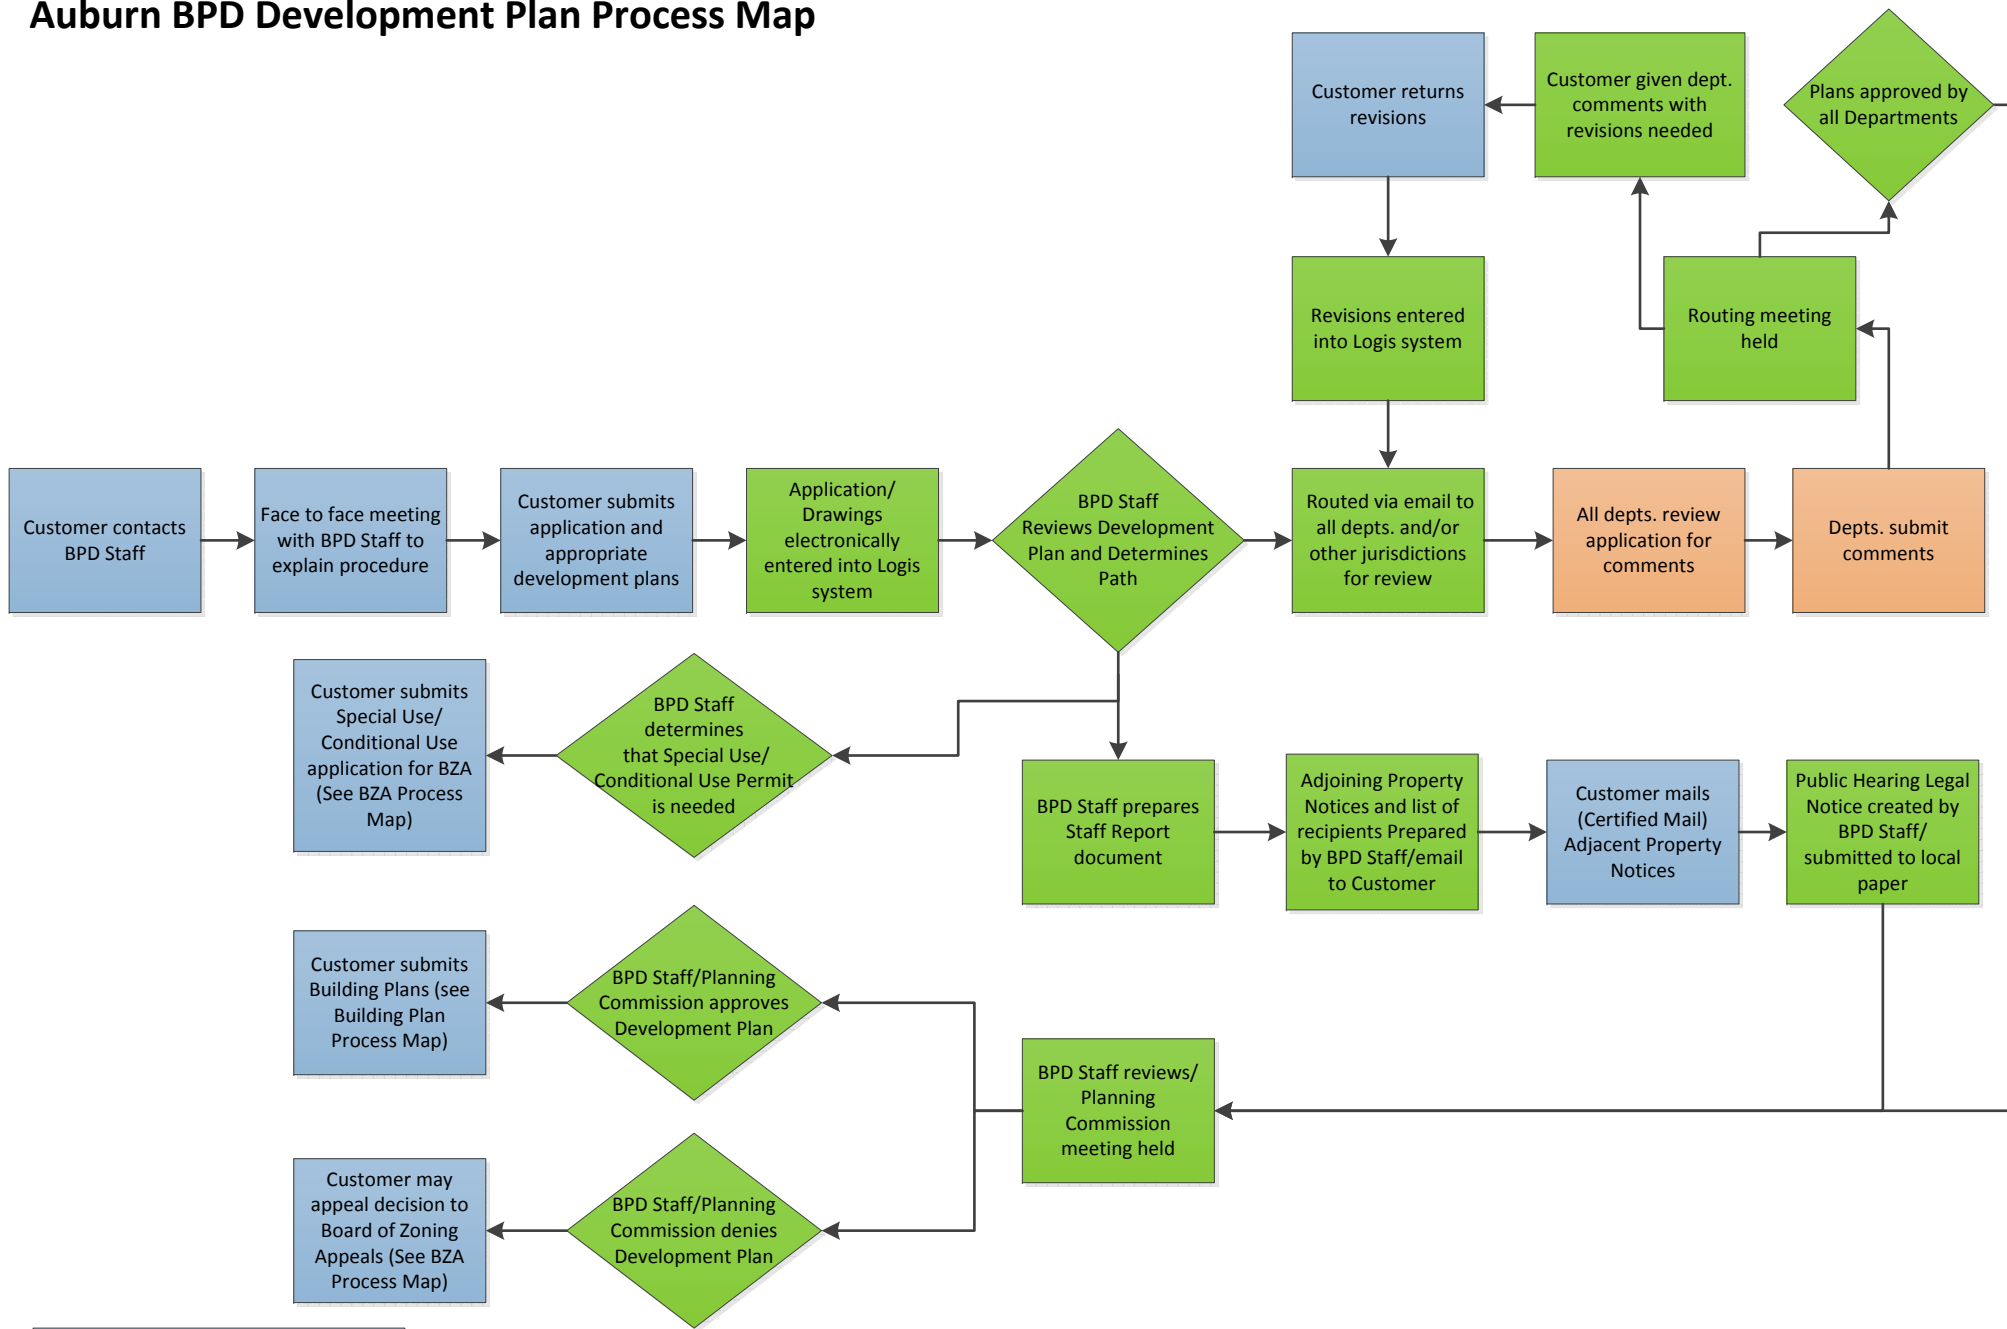 Auburn BPD Development Plan Process Map
Customer returns
revisions
Customer given dept.
comments with
revisions needed
Plans approved by
all Departments
Revisions entered
into Logis system
Routing meeting
held
Customer contacts
BPD Staff
Face to face meeting
with BPD Staff to
explain procedure
Customer submits
application and
appropriate
development plans
Application/
Drawings
electronically
entered into Logis
system
BPD Staff
Reviews Development
Plan and Determines
Path
Routed via email to
all depts. and/or
other jurisdictions
for review
All depts. review
application for
comments
Depts. submit
comments
Customer submits
Special Use/
Conditional Use
application for BZA
(See BZA Process
Map)
BPD Staff
determines
that Special Use/
Conditional Use Permit
is needed
BPD Staff prepares
Staff Report
document
Adjoining Property
Notices and list of
recipients Prepared
by BPD Staff/email
to Customer
Customer mails
(Certified Mail)
Adjacent Property
Notices
Public Hearing Legal
Notice created by
BPD Staff/
submitted to local
paper
Customer submits
Building Plans (see
Building Plan
Process Map)
BPD Staff/Planning
Commission approves
Development Plan
BPD Staff reviews/
Planning
Commission
meeting held
Customer may
appeal decision to
Board of Zoning
Appeals (See BZA
Process Map)
BPD Staff/Planning
Commission denies
Development Plan